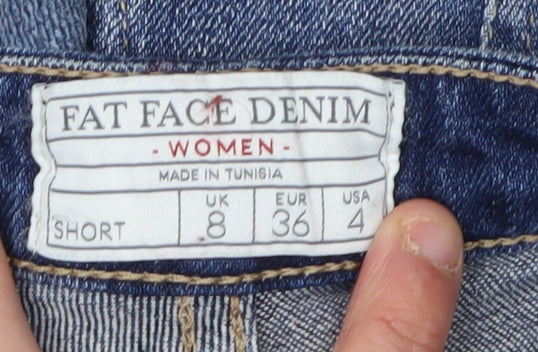 FAT FACE DENIM
- WOMEN -
MADE IN TUNISIA
SHORT
UK EUR USA
8 36 4